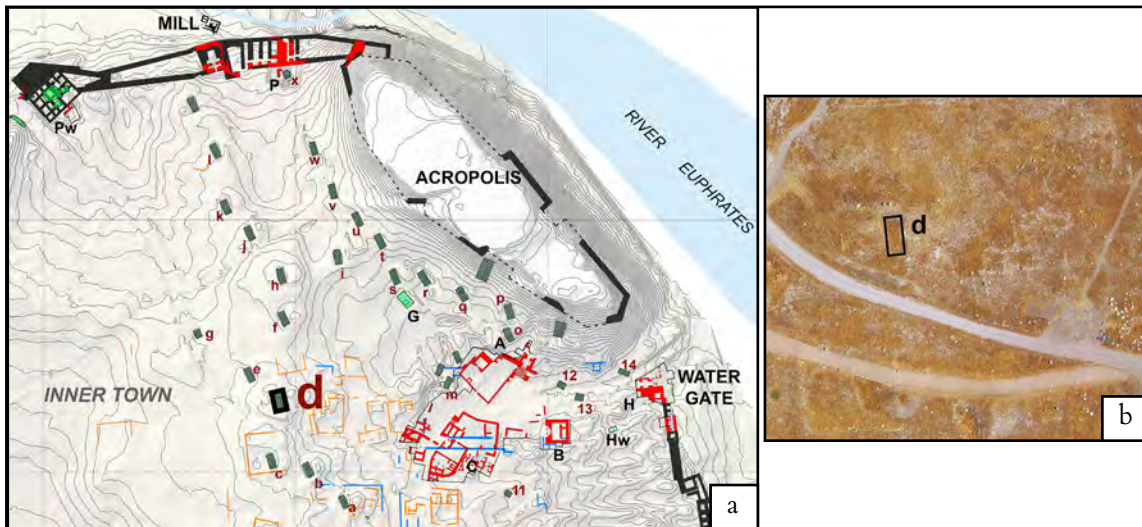 MILL
P
x
Pw
l
w
ACROPOLIS
RIVER EUPHRATES
v
k
u
j
t
i
h
s
r
q
G
p
f
o
g
A
e
d
INNER TOWN
m
12
14
13
WATER
GATE
H
Hw
B
C
c
b
11
a
a
d
b